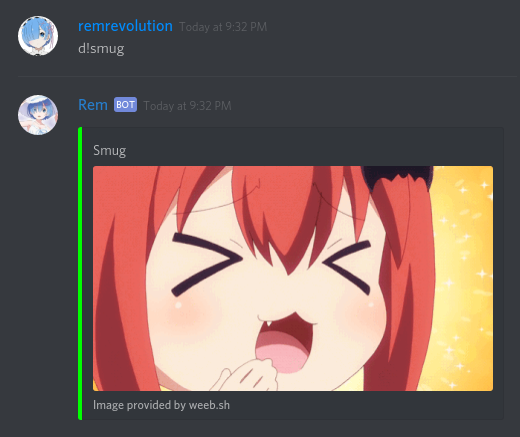 remrevolution Today at 9:32 PM
d!smug
Rem BOT Today at 9:32 PM
Smug
Image provided by weeb.sh